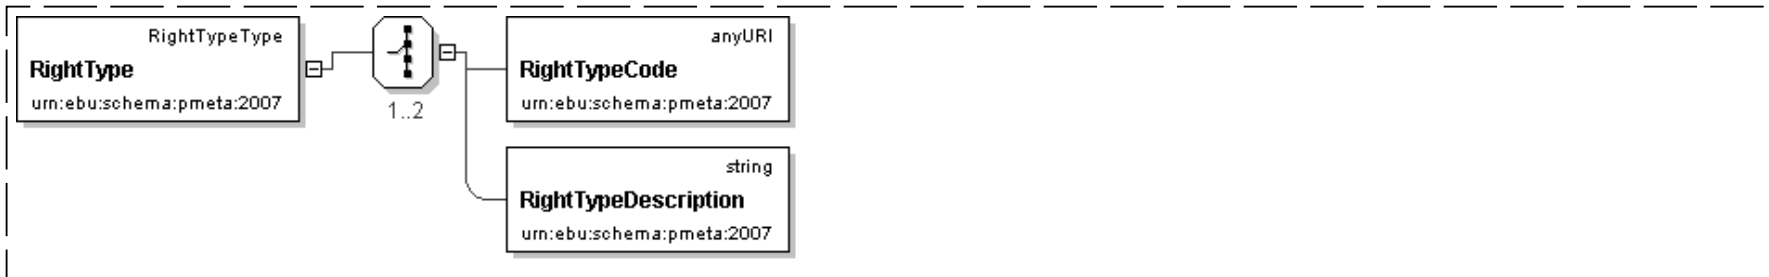 RightTypeType
RightType
urn:ebu:schema:pmeta:2007
1..2
anyURI
RightTypeCode
urn:ebu:schema:pmeta:2007
string
RightTypeDescription
urn:ebu:schema:pmeta:2007